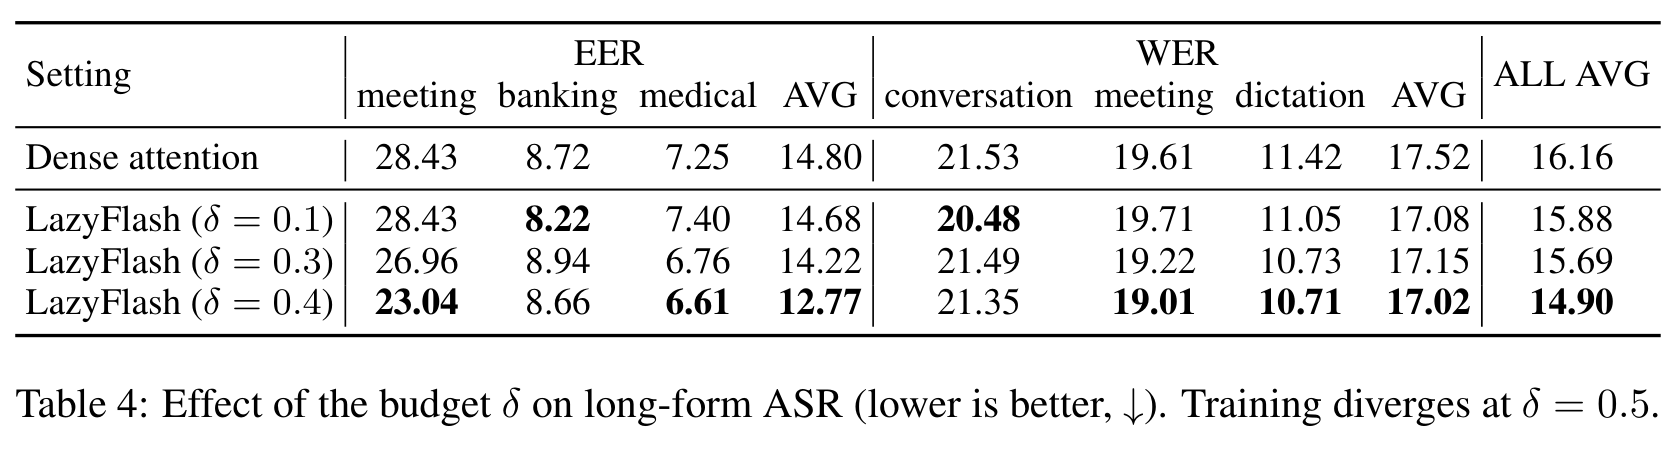 Setting EER WER ALL AVG
meeting banking medical AVG conversation meeting dictation AVG
Dense attention 28.43 8.72 7.25 14.80 21.53 19.61 11.42 17.52 16.16
LazyFlash (δ = 0.1) 28.43 8.22 7.40 14.68 20.48 19.71 11.05 17.08 15.88
LazyFlash (δ = 0.3) 26.96 8.94 6.76 14.22 21.49 19.22 10.73 17.15 15.69
LazyFlash (δ = 0.4) 23.04 8.66 6.61 12.77 21.35 19.01 10.71 17.02 14.90
Table 4: Effect of the budget δ on long-form ASR (lower is better, ↓). Training diverges at δ = 0.5.